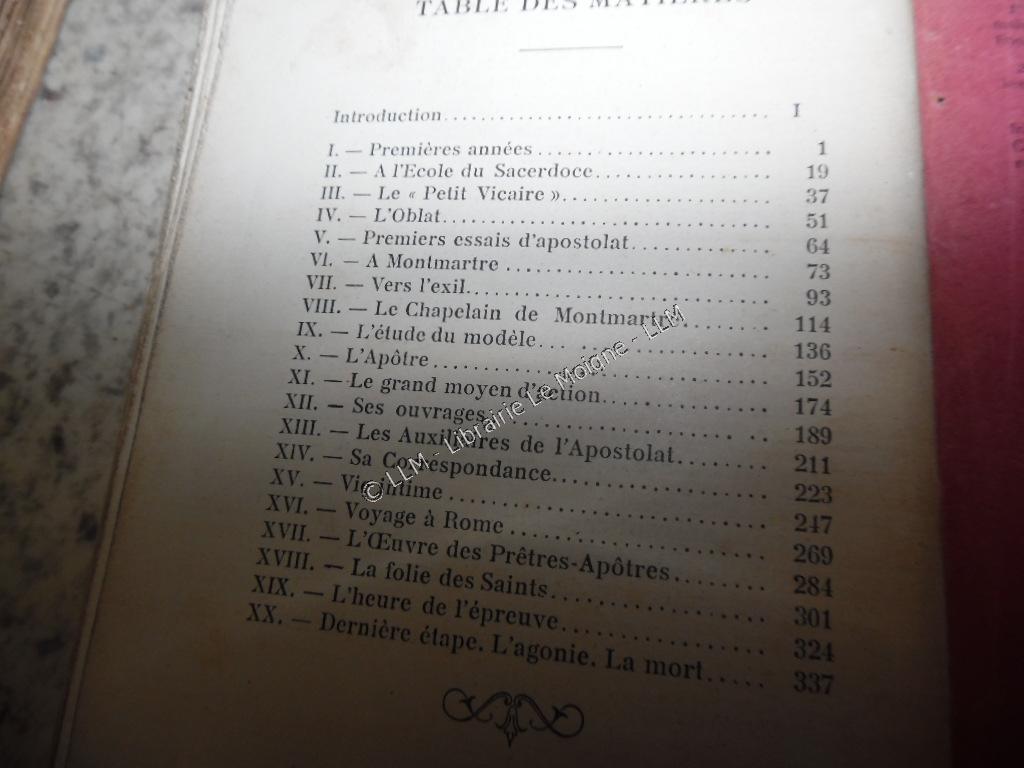 TABLE DES MATIÈRES
Introduction.................................. I
I. — Premières années......................... 1
II. — A l'Ecole du Sacerdoce.................. 19
III. — Le « Petit Vicaire »................... 37
IV. — L'Oblat................................. 51
V. — Premiers essais d'apostolat.............. 64
VI. — A Montmartre............................ 73
VII. — Vers l'exil............................ 93
VIII. — Le Chapelain de Montmartre............ 114
IX. — L'étude du modèle....................... 136
X. — L'Apôtre................................. 152
XI. — Le grand moyen d'action................. 174
XII. — Ses ouvrages........................... 189
XIII. — Les Auxiliaires de l'Apostolat........ 211
XIV. — Sa Correspondance...................... 223
XV. — Vie intime.............................. 247
XVI. — Voyage à Rome.......................... 269
XVII. — L'Œuvre des Prêtres-Apôtres........... 284
XVIII. — La folie des Saints.................. 301
XIX. — L'heure de l'épreuve................... 324
XX. — Dernière étape. L'agonie. La mort....... 337
© LLM - Librairie Le Moigne - LLM